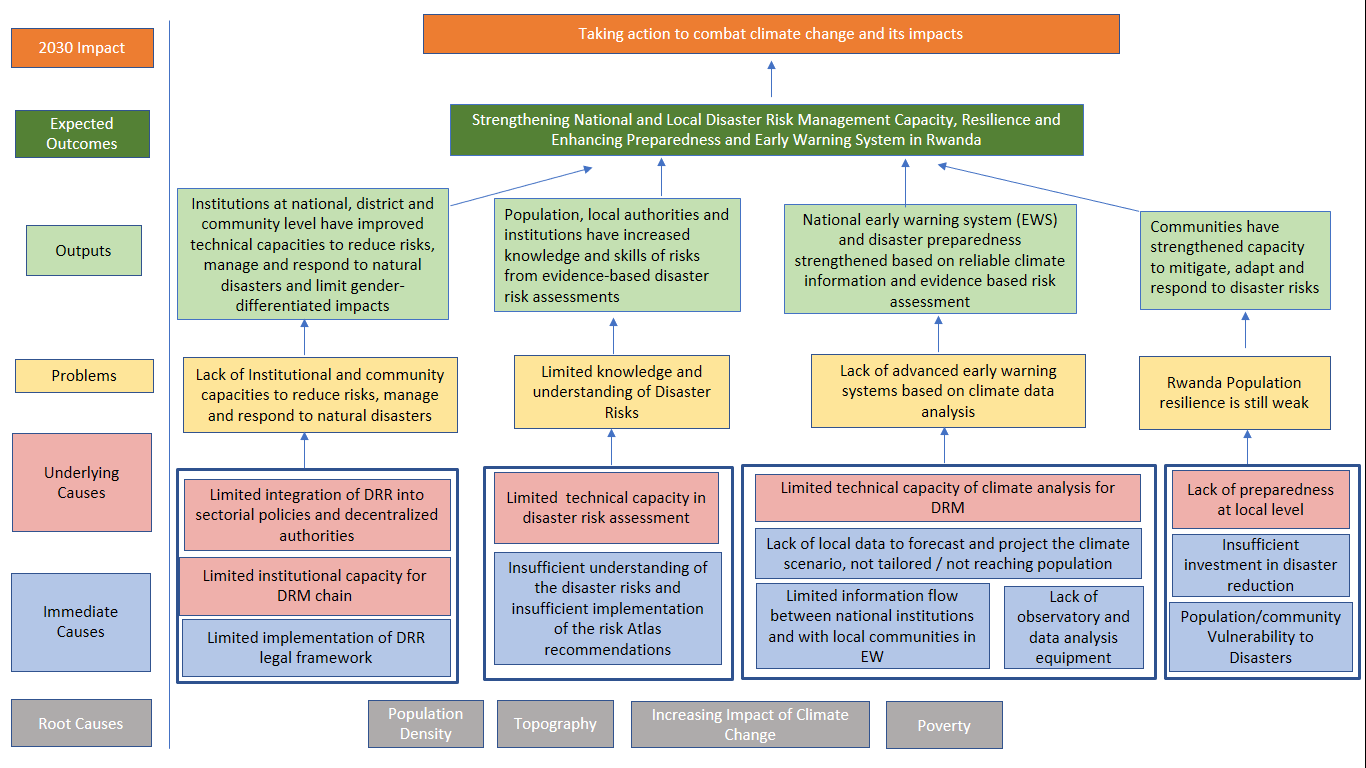 2030 Impact
Taking action to combat climate change and its impacts
Expected
Outcomes
Strengthening National and Local Disaster Risk Management Capacity, Resilience and
Enhancing Preparedness and Early Warning System in Rwanda
Outputs
Institutions at national, district and
community level have improved
technical capacities to reduce risks,
manage and respond to natural
disasters and limit gender-
differentiated impacts
Population, local authorities and
institutions have increased
knowledge and skills of risks
from evidence-based disaster
risk assessments
National early warning system (EWS)
and disaster preparedness
strengthened based on reliable climate
information and evidence based risk
assessment
Communities have
strengthened capacity
to mitigate, adapt and
respond to disaster risks
Problems
Lack of Institutional and community
capacities to reduce risks, manage
and respond to natural disasters
Limited knowledge and
understanding of Disaster
Risks
Lack of advanced early warning
systems based on climate data
analysis
Rwanda Population
resilience is still weak
Underlying
Causes
Immediate
Causes
Limited integration of DRR into
sectorial policies and decentralized
authorities
Limited institutional capacity for
DRM chain
Limited implementation of DRR
legal framework
Limited  technical capacity in
disaster risk assessment
Insufficient understanding of
the disaster risks and
insufficient implementation
of the risk Atlas
recommendations
Limited technical capacity of climate analysis for
DRM
Lack of local data to forecast and project the climate
scenario, not tailored / not reaching population
Limited information flow
between national institutions
and with local communities in
EW
Lack of
observatory and
data analysis
equipment
Lack of preparedness
at local level
Insufficient
investment in disaster
reduction
Population/community
Vulnerability to
Disasters
Root Causes
Population
Density
Topography
Increasing Impact of Climate
Change
Poverty